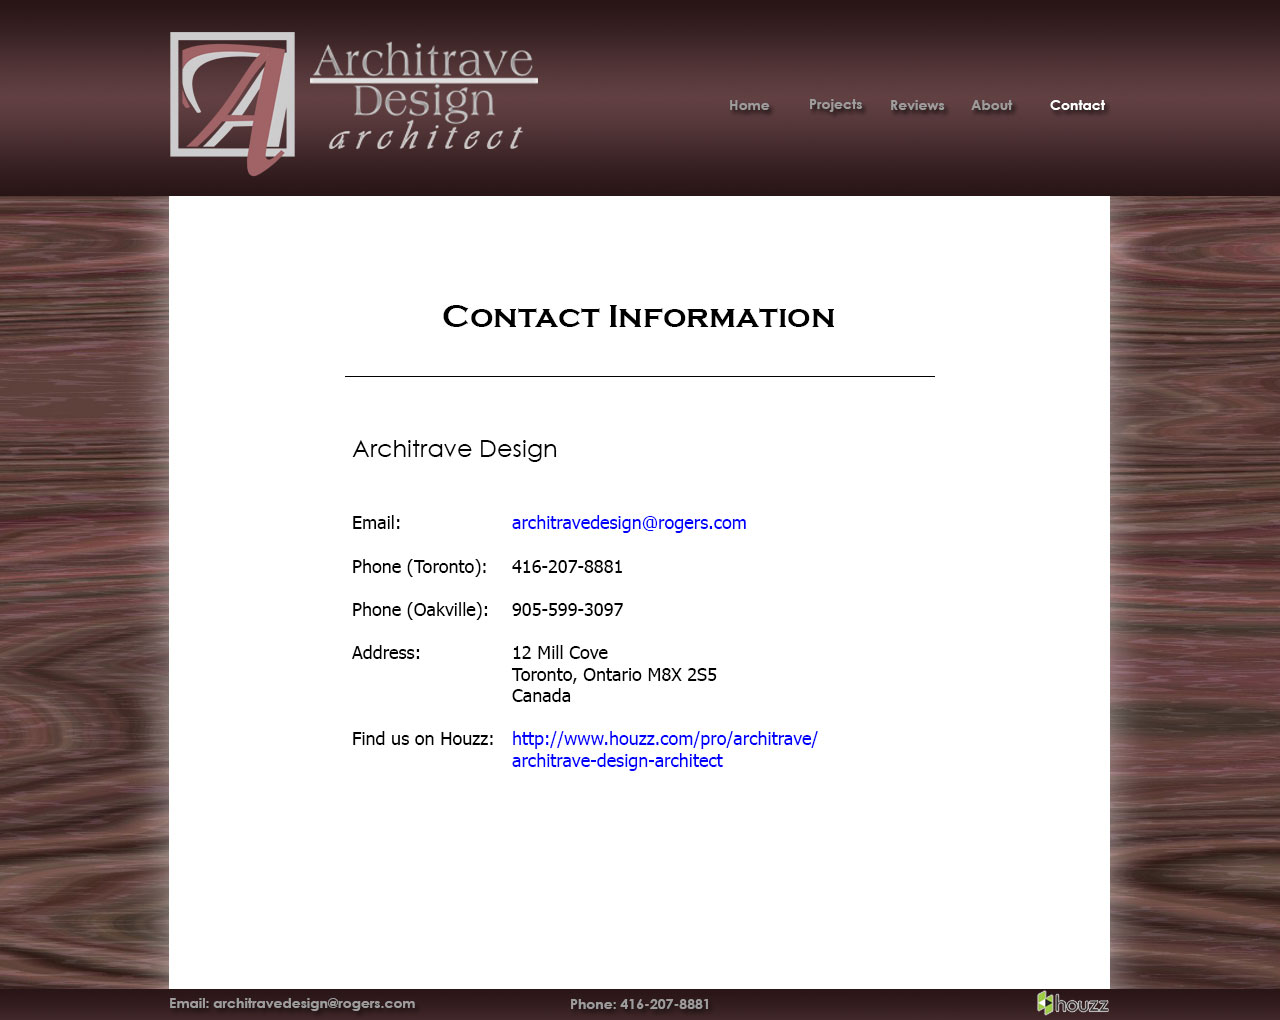 A
Architrave
Design
architect
Home Projects Reviews About Contact
Contact Information
Architrave Design
Email: architravedesign@rogers.com
Phone (Toronto): 416-207-8881
Phone (Oakville): 905-599-3097
Address: 12 Mill Cove
Toronto, Ontario M8X 2S5
Canada
Find us on Houzz: http://www.houzz.com/pro/architrave/
architrave-design-architect
Email: architravedesign@rogers.com Phone: 416-207-8881 houzz